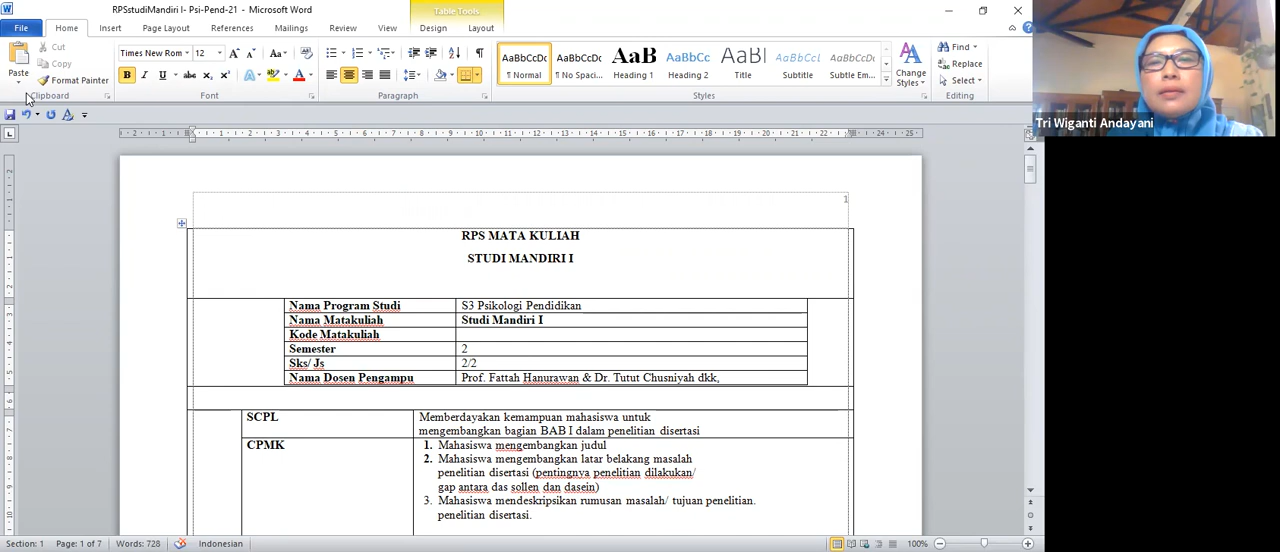 RPSstudiMandiri I- Psi-Pend-21 - Microsoft Word
Table Tools
File Home Insert Page Layout References Mailings Review View Design Layout
Paste
Cut
Copy
Format Painter
Clipboard
Times New Rom 12
B I U abc x₂ x²
Font
Paragraph
AaBbCcDc AaBbCcDc AaB AaBbCc AaBl AaBbCcL AaBbCcDc
¶ Normal ¶ No Spaci... Heading 1 Heading 2 Title Subtitle Subtle Em...
Styles
Change Styles
Find
Replace
Select
Editing
Tri Wiganti Andayani
1
RPS MATA KULIAH
STUDI MANDIRI I
Nama Program Studi S3 Psikologi Pendidikan
Nama Matakuliah Studi Mandiri I
Kode Matakuliah
Semester 2
Sks/ Js 2/2
Nama Dosen Pengampu Prof. Fattah Hanurawan & Dr. Tutut Chusniyah dkk,
SCPL Memberdayakan kemampuan mahasiswa untuk
mengembangkan bagian BAB I dalam penelitian disertasi
CPMK 1. Mahasiswa mengembangkan judul
2. Mahasiswa mengembangkan latar belakang masalah
penelitian disertasi (pentingnya penelitian dilakukan/
gap antara das sollen dan dasein)
3. Mahasiswa mendeskripsikan rumusan masalah/ tujuan penelitian.
penelitian disertasi.
Section: 1 Page: 1 of 7 Words: 728 Indonesian 100%